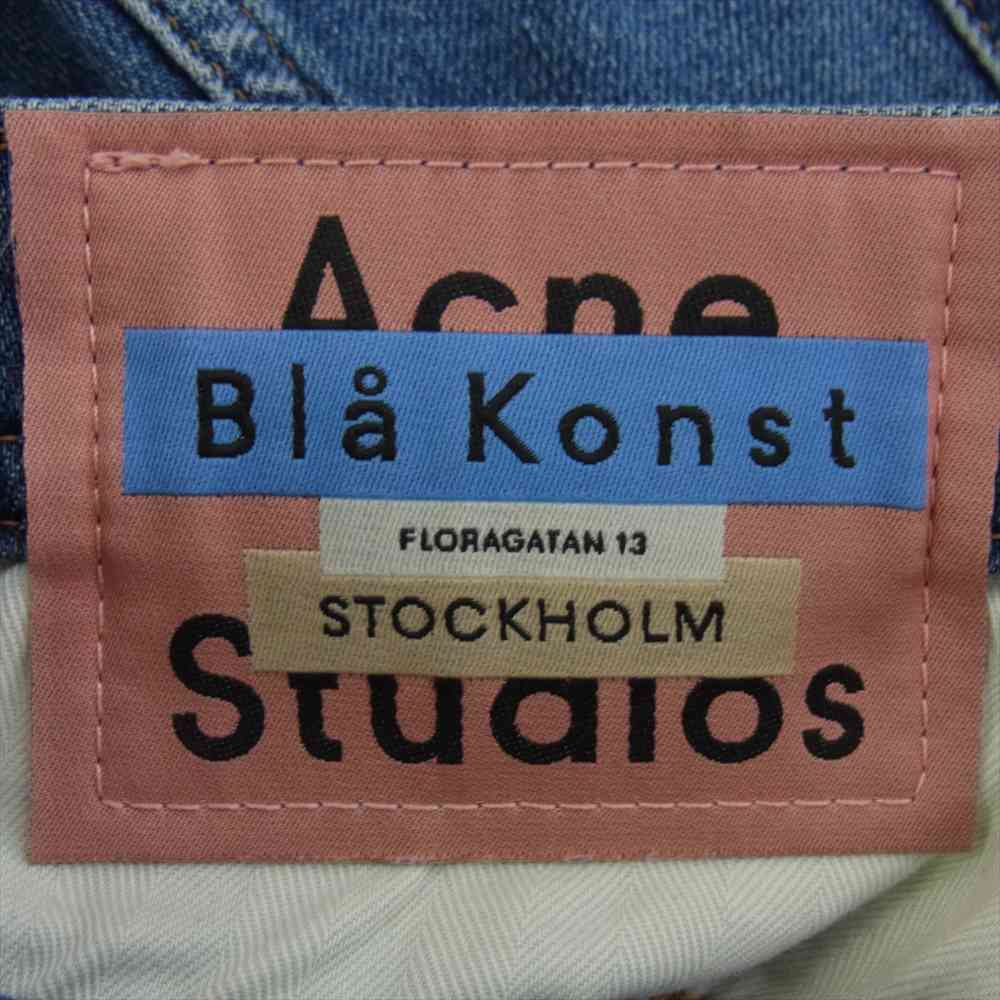 Acne
Blå Konst
FLORAGATAN 13
STOCKHOLM
Studios